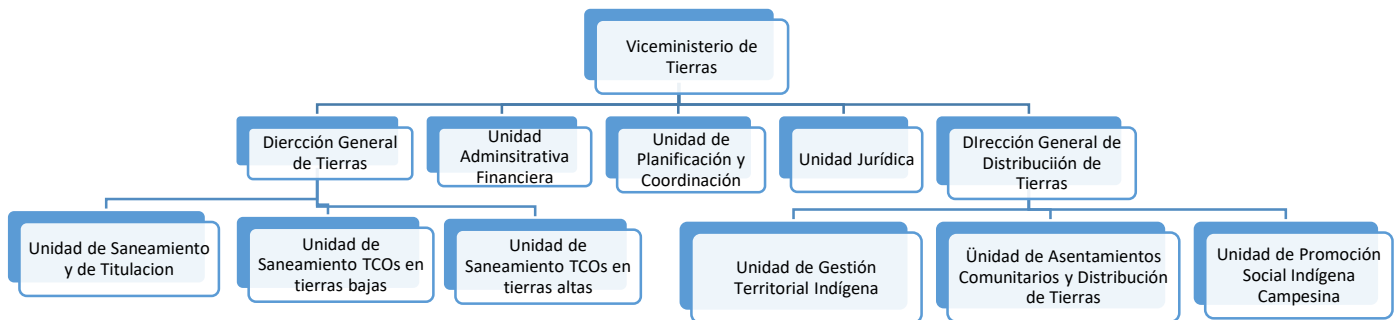 Viceministerio de
Tierras
Diercción General
de Tierras
Unidad
Adminsitrativa
Financiera
Unidad de
Planificación y
Coordinación
Unidad Jurídica
DIrección General de
Distribuciión de
Tierras
Unidad de Saneamiento
y de Titulacion
Unidad de
Saneamiento TCOs en
tierras bajas
Unidad de
Saneamiento TCOs en
tierras altas
Unidad de Gestión
Territorial Indígena
Ünidad de Asentamientos
Comunitarios y Distribución
de Tierras
Unidad de Promoción
Social Indígena
Campesina